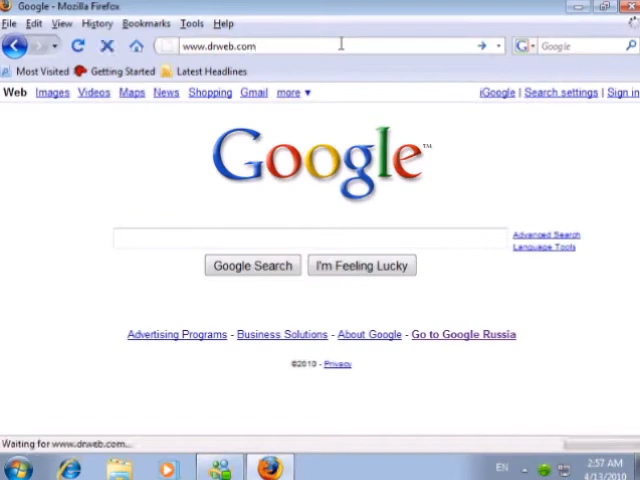 Google - Mozilla Firefox
File Edit View History Bookmarks Tools Help
www.drweb.com
Google
Most Visited Getting Started Latest Headlines
Web Images Videos Maps News Shopping Gmail more ▼
iGoogle | Search settings | Sign in
Google™
Advanced Search
Language Tools
Google Search I'm Feeling Lucky
Advertising Programs - Business Solutions - About Google - Go to Google Russia
©2010 - Privacy
Waiting for www.drweb.com...
EN
2:57 AM
4/13/2010